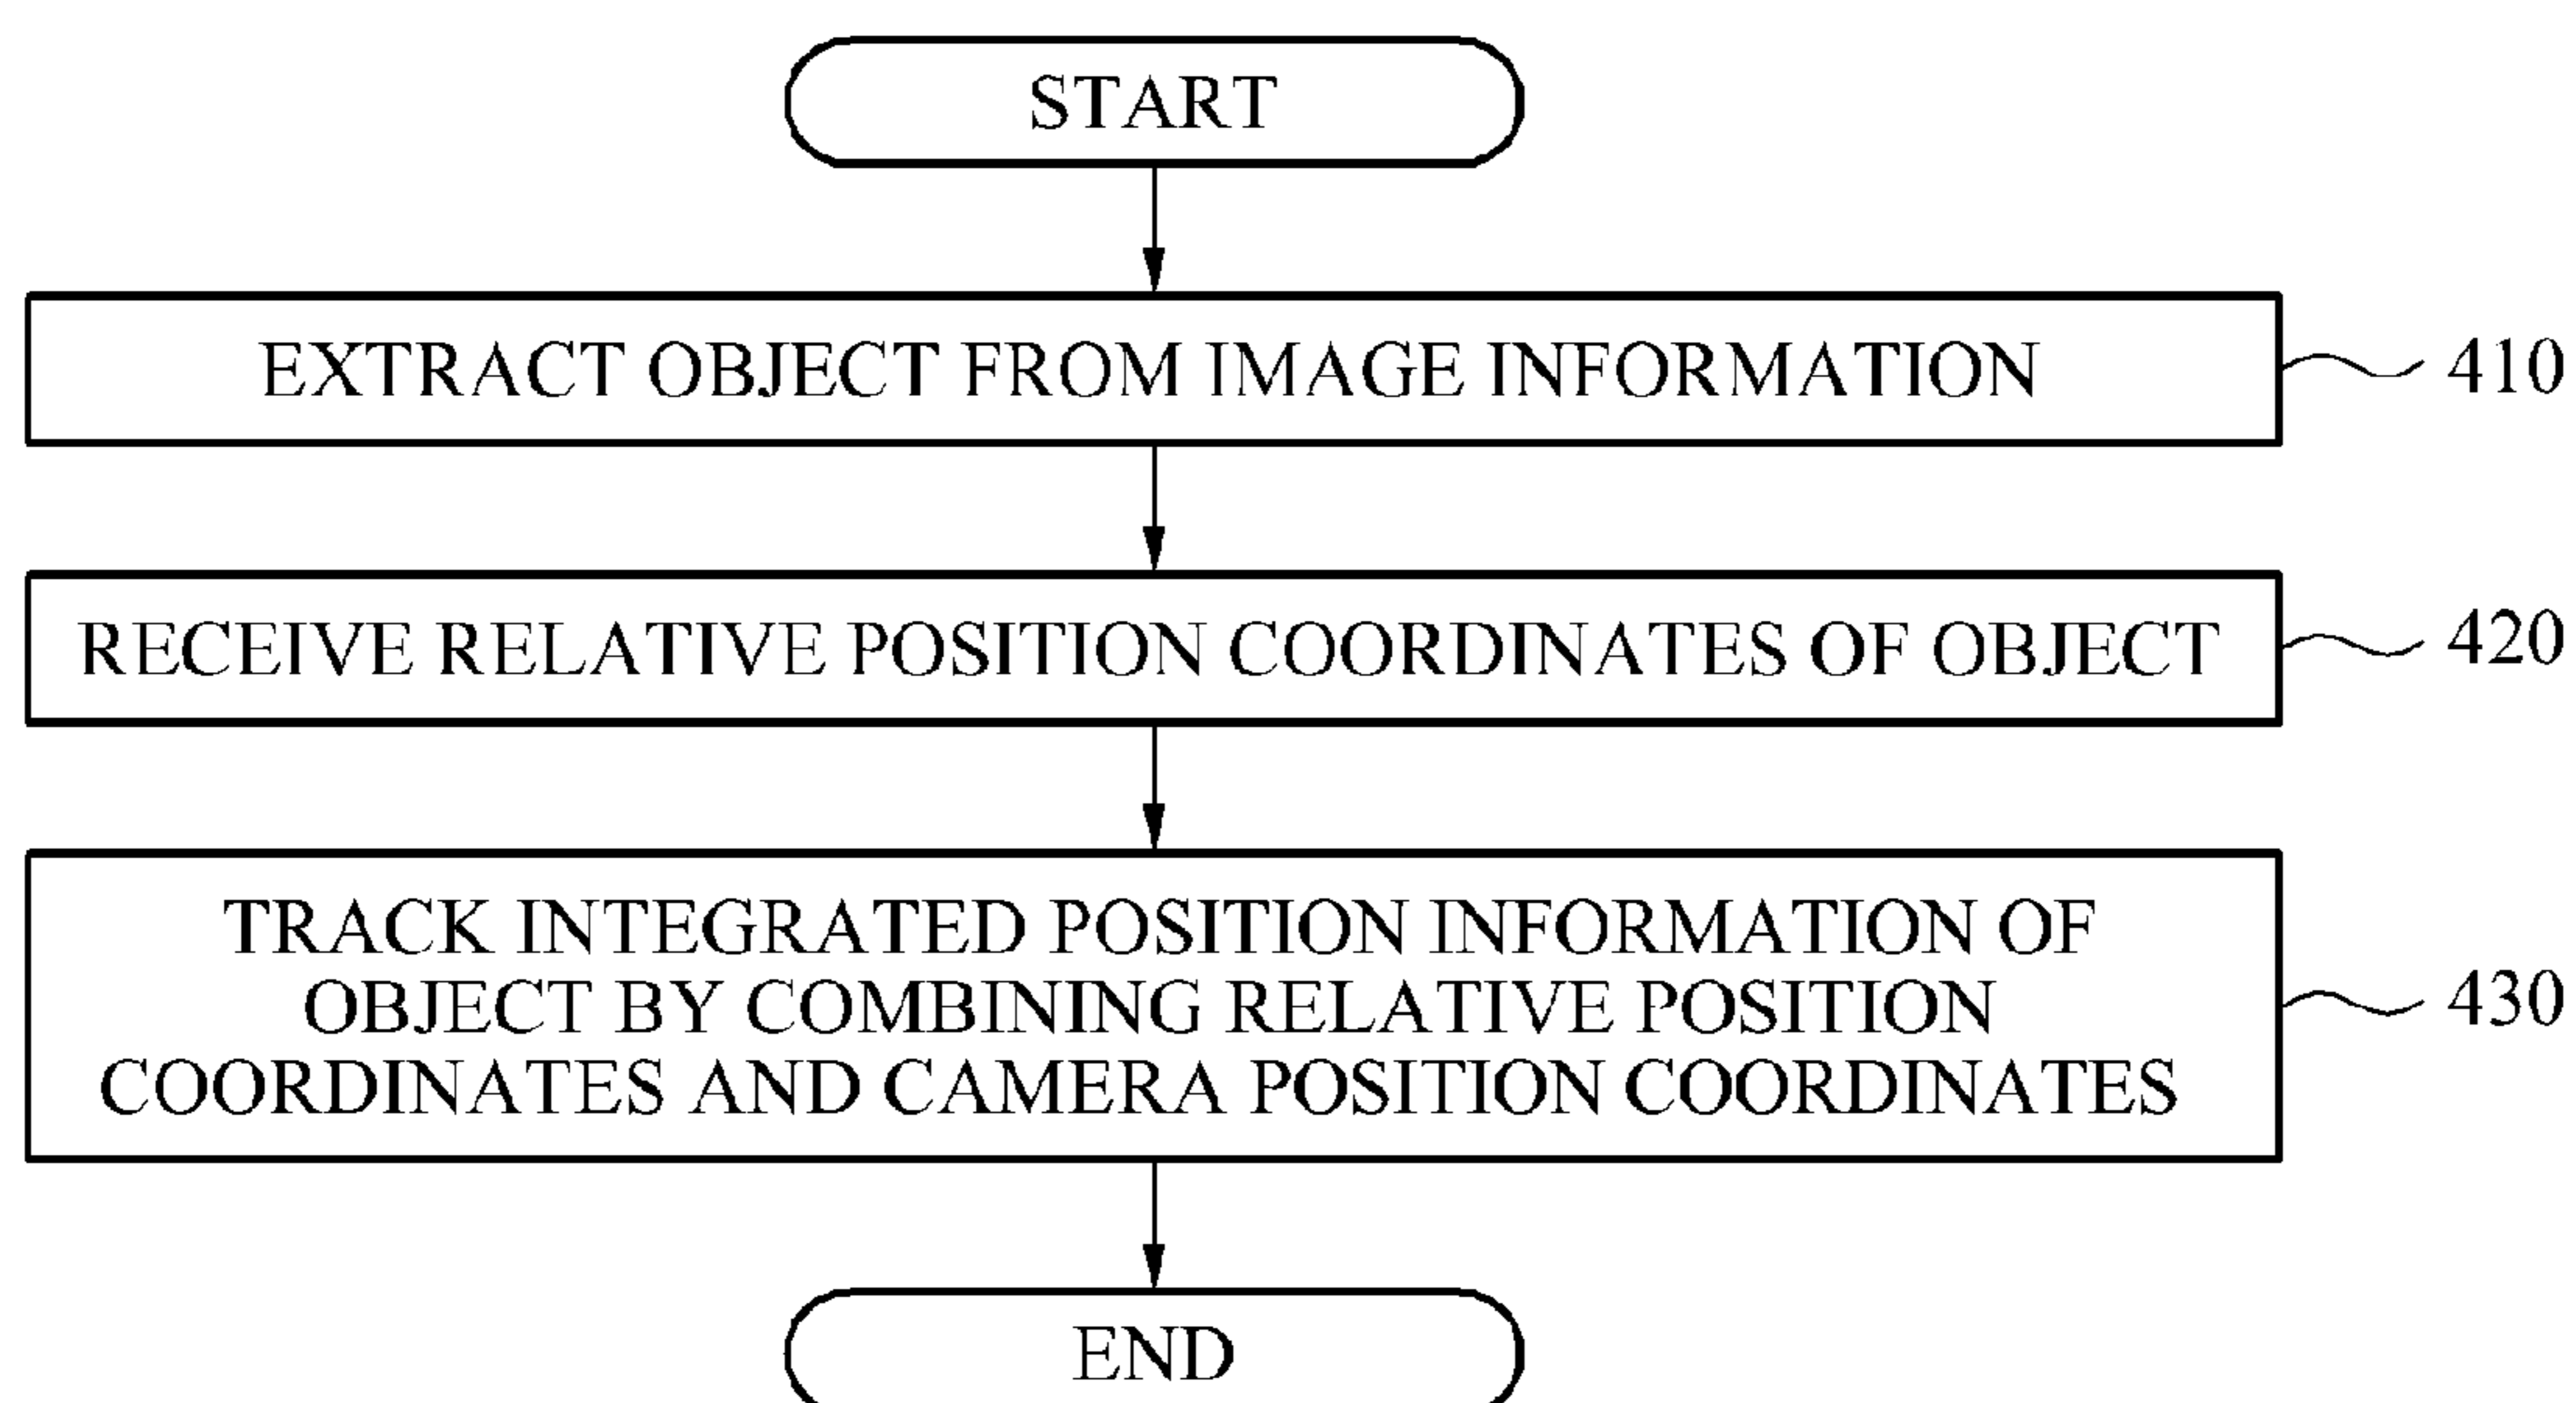 START
EXTRACT OBJECT FROM IMAGE INFORMATION
410
RECEIVE RELATIVE POSITION COORDINATES OF OBJECT
420
TRACK INTEGRATED POSITION INFORMATION OF
OBJECT BY COMBINING RELATIVE POSITION
COORDINATES AND CAMERA POSITION COORDINATES
430
END